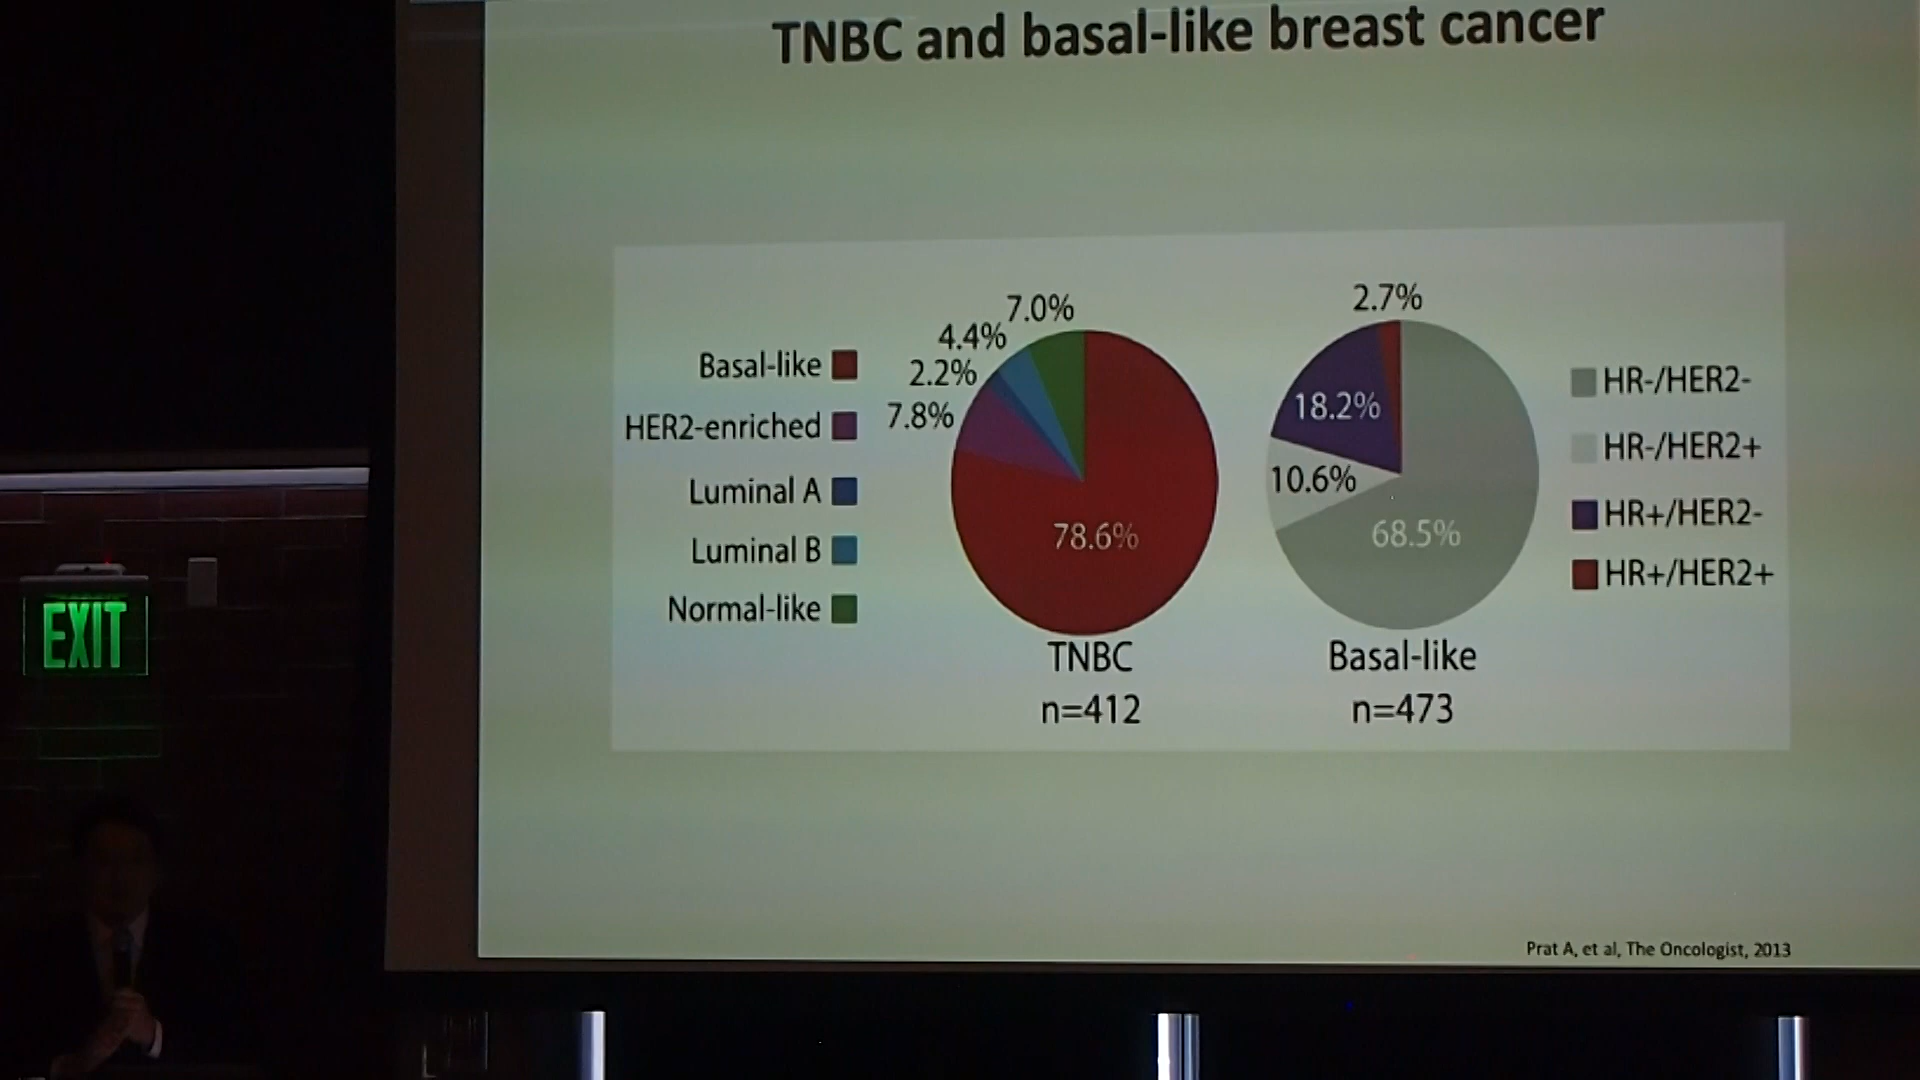 TNBC and basal-like breast cancer
Basal-like
HER2-enriched
Luminal A
Luminal B
Normal-like
7.0%
4.4%
2.2%
7.8%
78.6%
TNBC
n=412
2.7%
18.2%
10.6%
68.5%
Basal-like
n=473
HR-/HER2-
HR-/HER2+
HR+/HER2-
HR+/HER2+
Prat A, et al, The Oncologist, 2013
EXIT